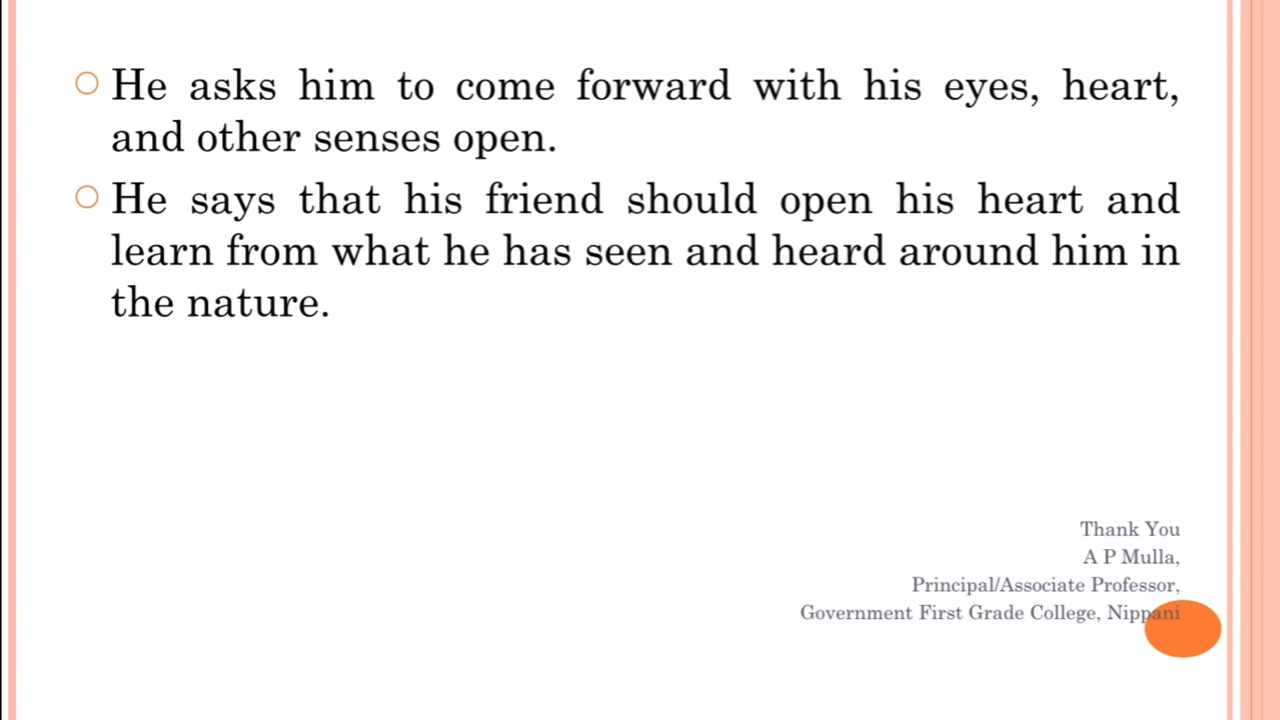 He asks him to come forward with his eyes, heart,
and other senses open.
He says that his friend should open his heart and
learn from what he has seen and heard around him in
the nature.
Thank You
A P Mulla,
Principal/Associate Professor,
Government First Grade College, Nippani